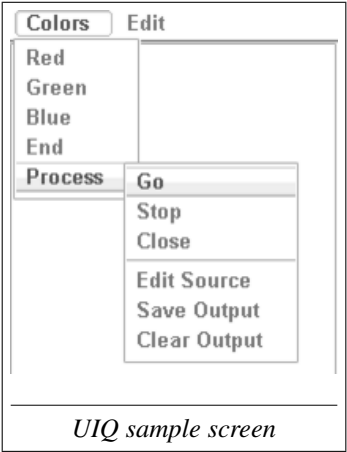 Colors Edit
Red
Green
Blue
End
Process
Go
Stop
Close
Edit Source
Save Output
Clear Output
UIQ sample screen